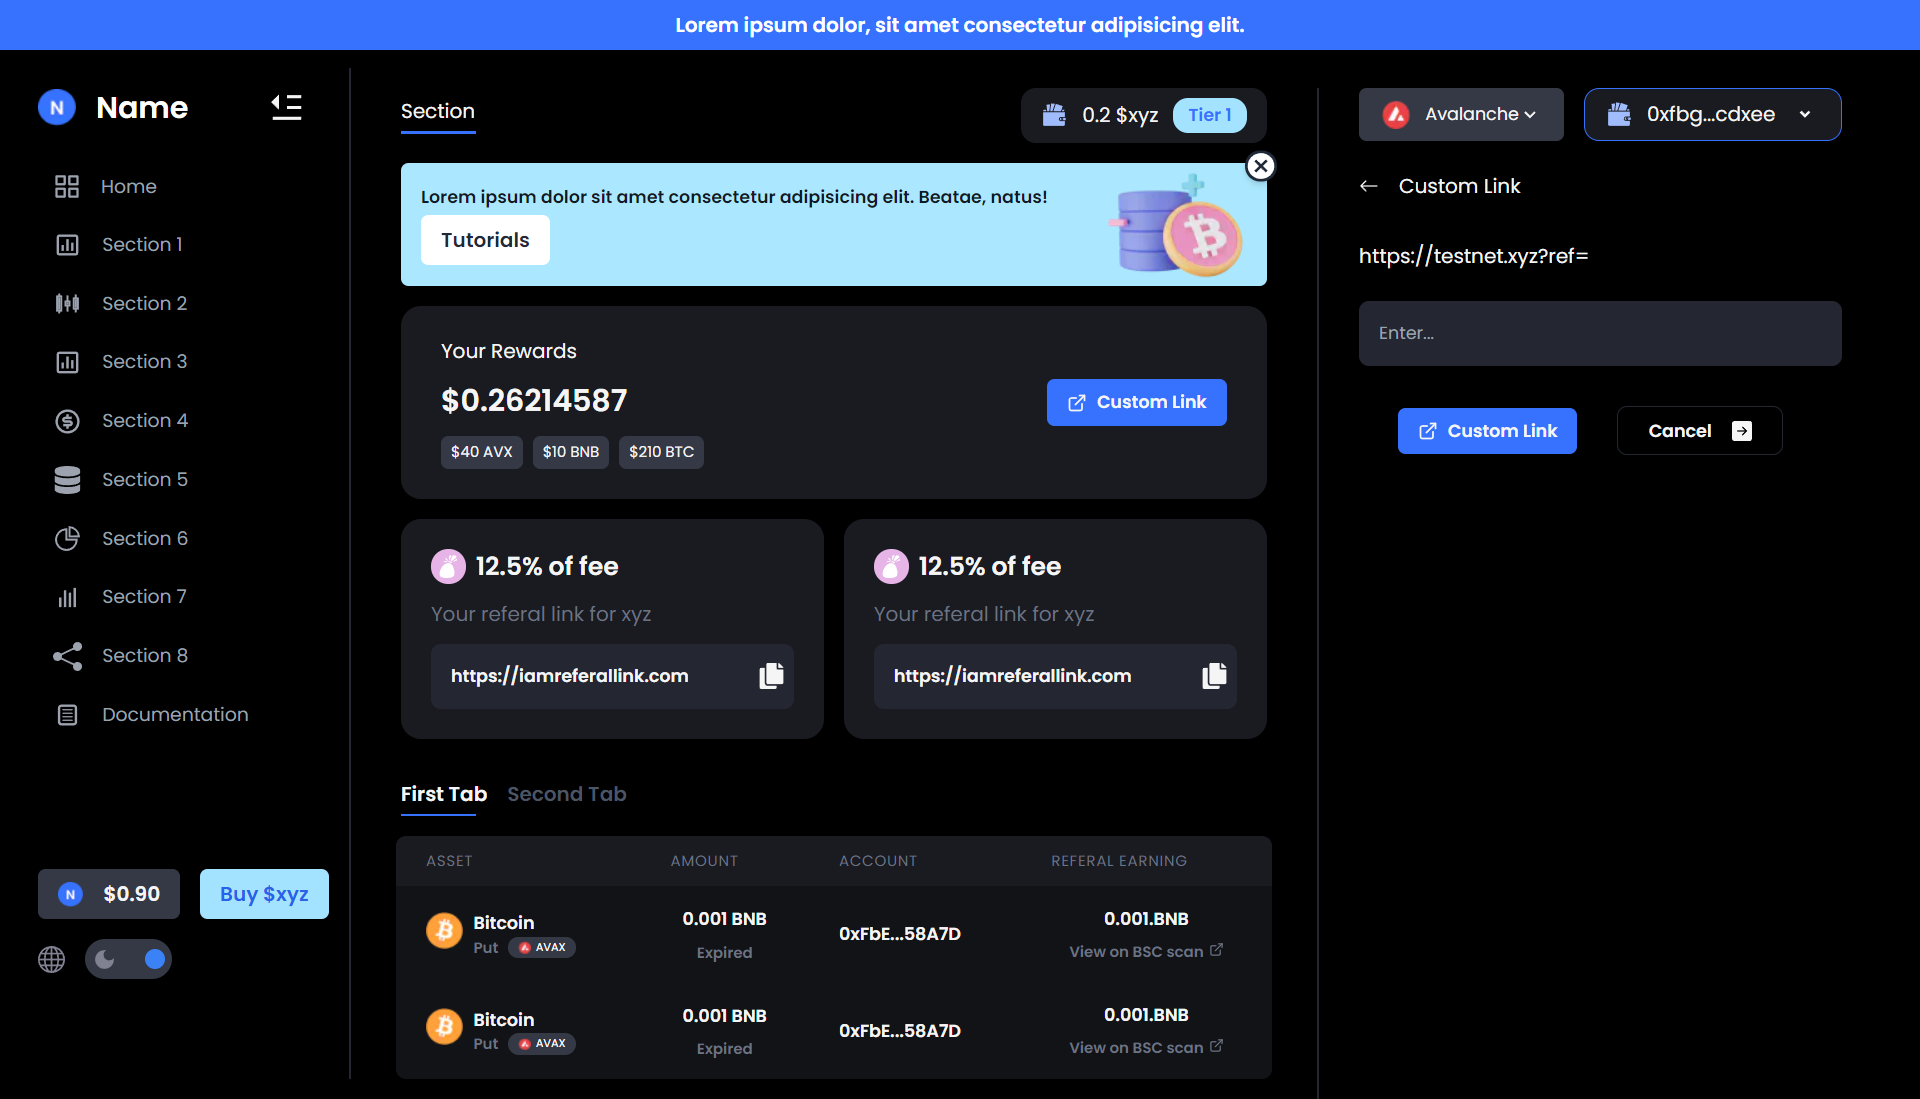 Lorem ipsum dolor, sit amet consectetur adipisicing elit.
N Name
Home
Section 1
Section 2
Section 3
Section 4
Section 5
Section 6
Section 7
Section 8
Documentation
N $0.90
Buy $xyz
Section
0.2 $xyz Tier 1
Lorem ipsum dolor sit amet consectetur adipisicing elit. Beatae, natus!
Tutorials
Your Rewards
$0.26214587
$40 AVX $10 BNB $210 BTC
Custom Link
12.5% of fee
Your referal link for xyz
https://iamreferallink.com
12.5% of fee
Your referal link for xyz
https://iamreferallink.com
First Tab Second Tab
ASSET AMOUNT ACCOUNT REFERAL EARNING
Bitcoin 0.001 BNB 0xFbE...58A7D 0.001.BNB
Put AVAX Expired View on BSC scan
Bitcoin 0.001 BNB 0xFbE...58A7D 0.001.BNB
Put AVAX Expired View on BSC scan
Avalanche
0xfbg...cdxee
Custom Link
https://testnet.xyz?ref=
Enter...
Custom Link
Cancel